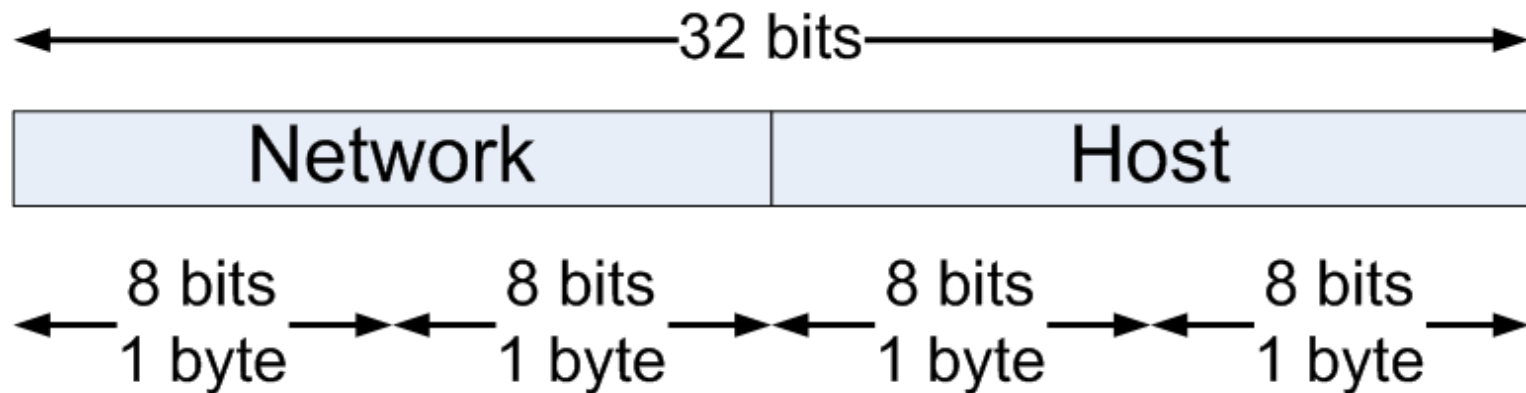 32 bits
Network Host
8 bits 8 bits 8 bits 8 bits
1 byte 1 byte 1 byte 1 byte